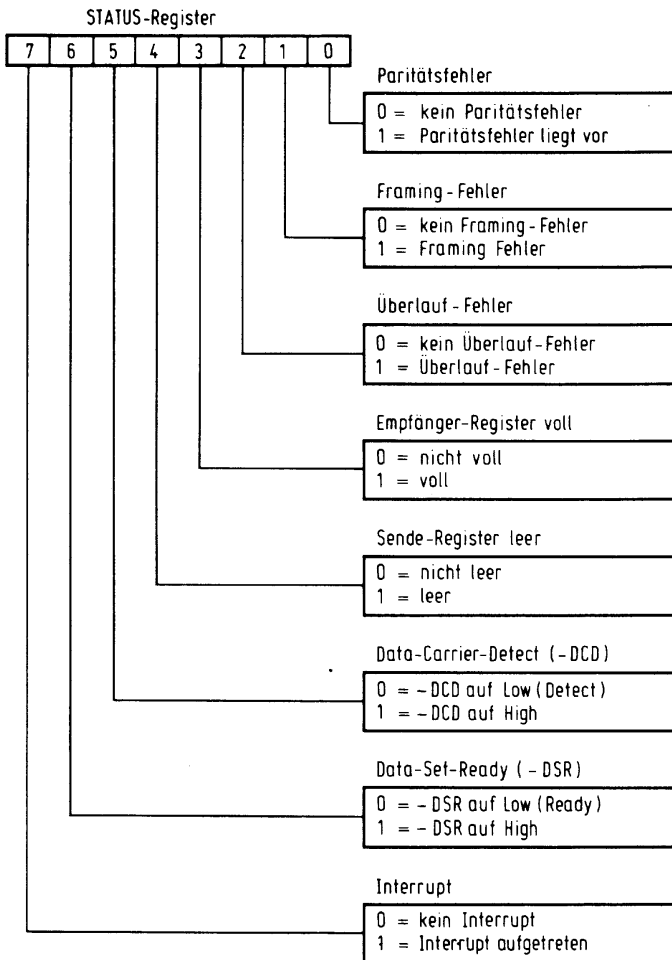 STATUS-Register
7 6 5 4 3 2 1 0
Paritätsfehler
0 = kein Paritätsfehler
1 = Paritätsfehler liegt vor
Framing-Fehler
0 = kein Framing-Fehler
1 = Framing Fehler
Überlauf-Fehler
0 = kein Überlauf-Fehler
1 = Überlauf-Fehler
Empfänger-Register voll
0 = nicht voll
1 = voll
Sende-Register leer
0 = nicht leer
1 = leer
Data-Carrier-Detect (-DCD)
0 = -DCD auf Low (Detect)
1 = -DCD auf High
Data-Set-Ready (-DSR)
0 = -DSR auf Low (Ready)
1 = -DSR auf High
Interrupt
0 = kein Interrupt
1 = Interrupt aufgetreten